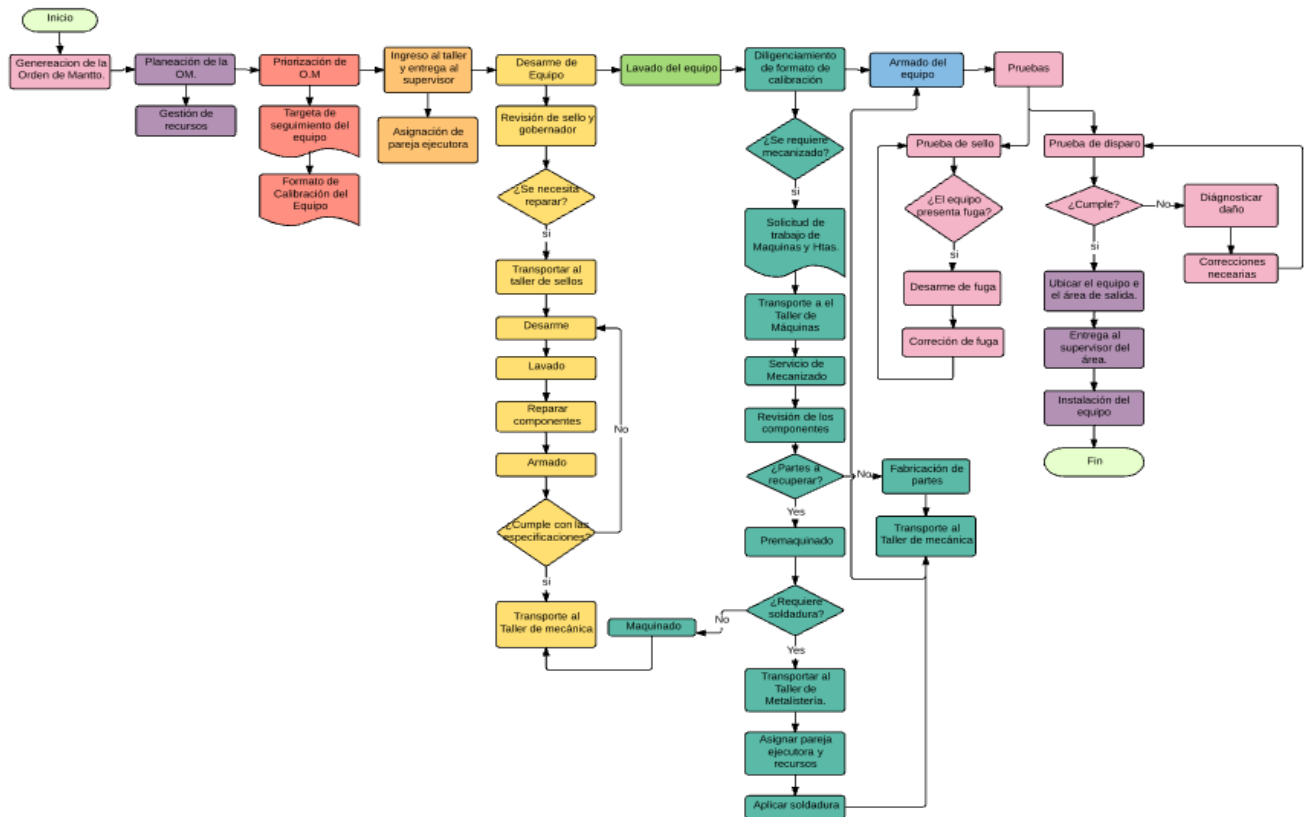 Inicio
Genereacion de la
Orden de Mantto.
Planeación de la
OM.
Gestión de
recursos
Priorización de
O.M
Targeta de
seguimiento del
equipo
Formato de
Calibración del
Equipo
Ingreso al taller
y entrega al
supervisor
Asignación de
pareja ejecutora
Desarme de
Equipo
Revisión de sello y
gobernador
¿Se necesita
reparar?
si
Transportar al
taller de sellos
Desarme
Lavado
Reparar
componentes
Armado
No
¿Cumple con las
especificaciones?
si
Transporte al
Taller de mecánica
Lavado del equipo
Diligenciamiento
de formato de
calibración
¿Se requiere
mecanizado?
si
Solicitud de
trabajo de
Maquinas y Htas.
Transporte a el
Taller de
Máquinas
Servicio de
Mecanizado
Revisión de los
componentes
¿Partes a
recuperar?
No
Fabricación de
partes
Transporte al
Taller de mecánica
Yes
Premaquinado
¿Requiere
soldadura?
No
Maquinado
Yes
Transportar al
Taller de
Metalistería.
Asignar pareja
ejecutora y
recursos
Aplicar soldadura
Armado del
equipo
Pruebas
Prueba de sello
¿El equipo
presenta fuga?
si
Desarme de fuga
Correción de fuga
Prueba de disparo
¿Cumple?
No
Diágnosticar
daño
Correcciones
necearias
si
Ubicar el equipo e
el área de salida.
Entrega al
supervisor del
área.
Instalación del
equipo
Fin